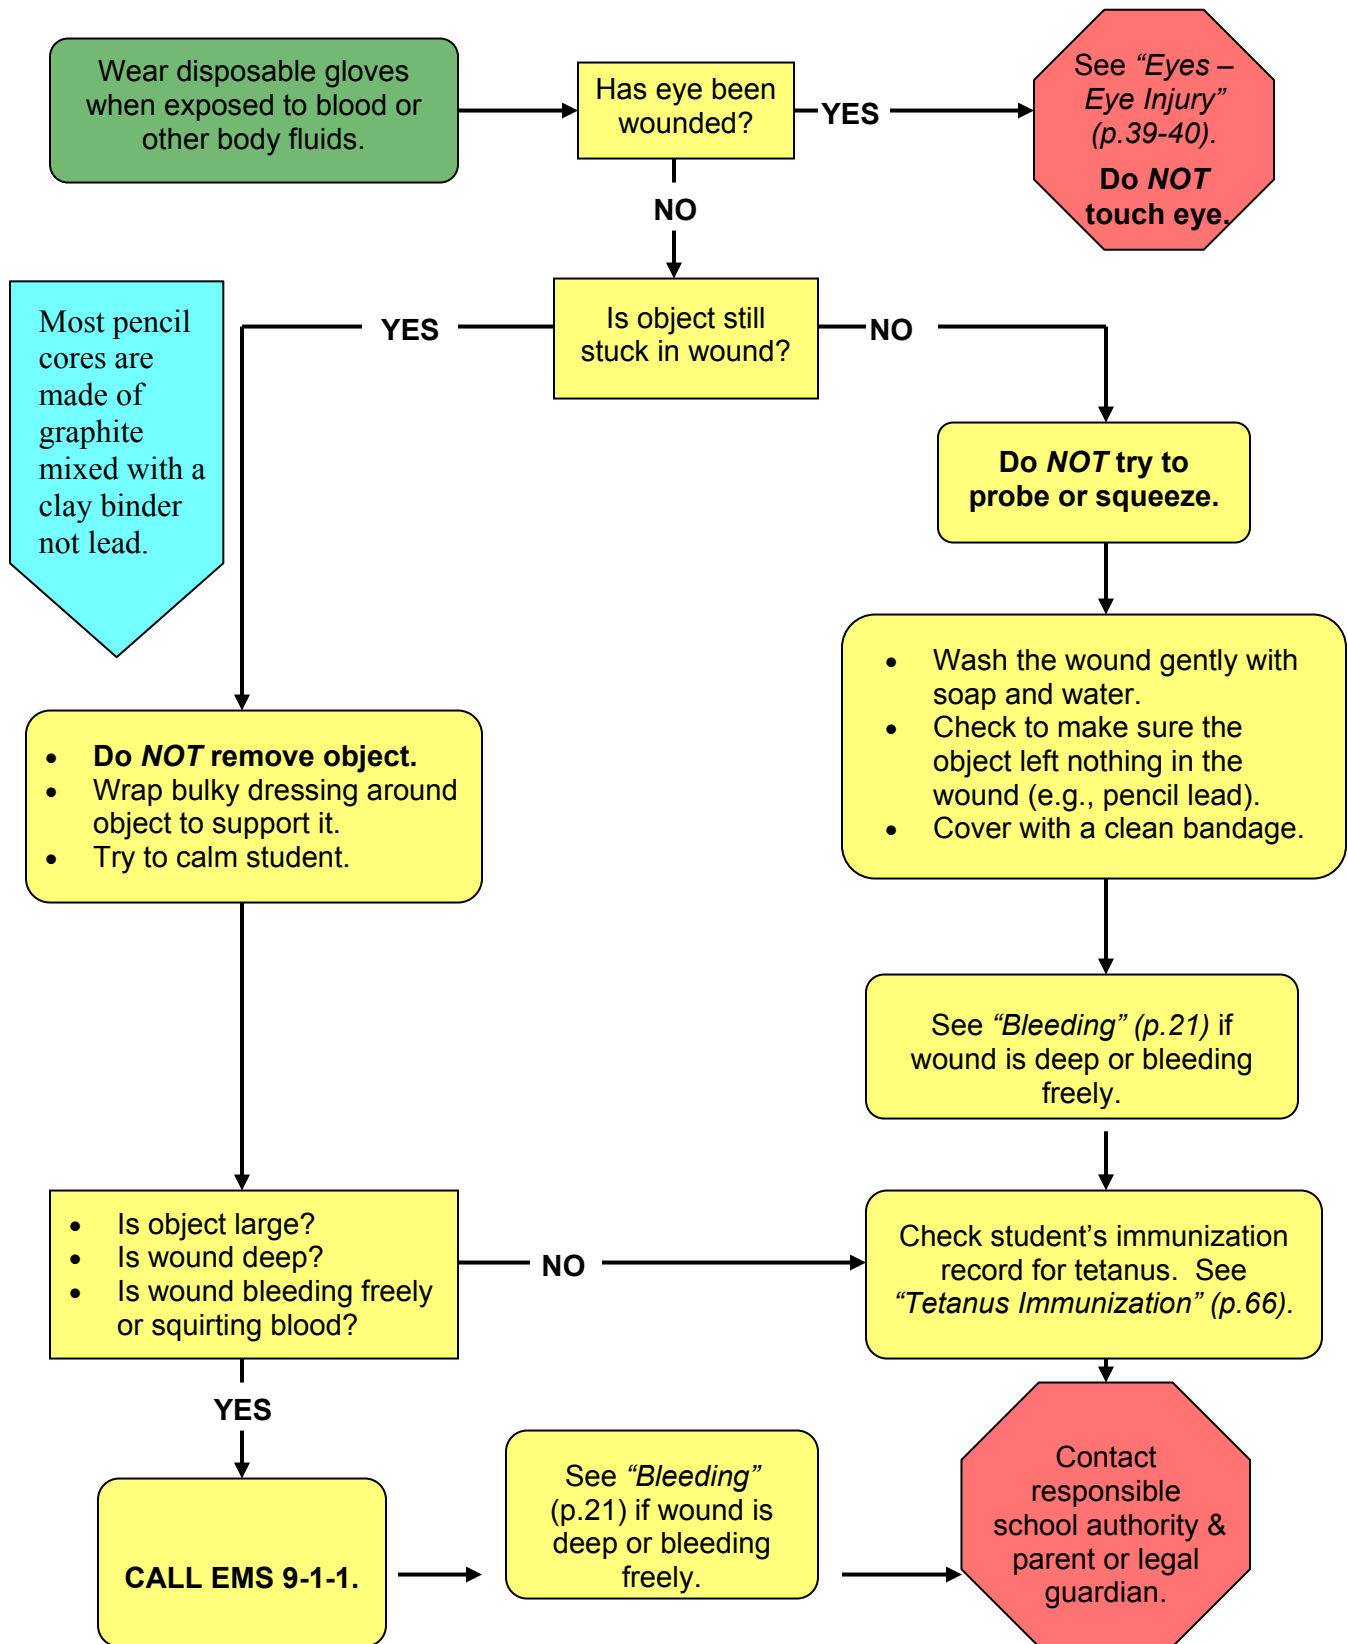 Wear disposable gloves
when exposed to blood or
other body fluids.
Has eye been
wounded?
YES
See “Eyes –
Eye Injury”
(p.39-40).
Do NOT
touch eye.
NO
Most pencil
cores are
made of
graphite
mixed with a
clay binder
not lead.
YES
Is object still
stuck in wound?
NO
Do NOT try to
probe or squeeze.
• Wash the wound gently with
soap and water.
• Check to make sure the
object left nothing in the
wound (e.g., pencil lead).
• Cover with a clean bandage.
• Do NOT remove object.
• Wrap bulky dressing around
object to support it.
• Try to calm student.
See “Bleeding” (p.21) if
wound is deep or bleeding
freely.
• Is object large?
• Is wound deep?
• Is wound bleeding freely
or squirting blood?
NO
Check student’s immunization
record for tetanus. See
“Tetanus Immunization” (p.66).
YES
CALL EMS 9-1-1.
See “Bleeding”
(p.21) if wound is
deep or bleeding
freely.
Contact
responsible
school authority &
parent or legal
guardian.